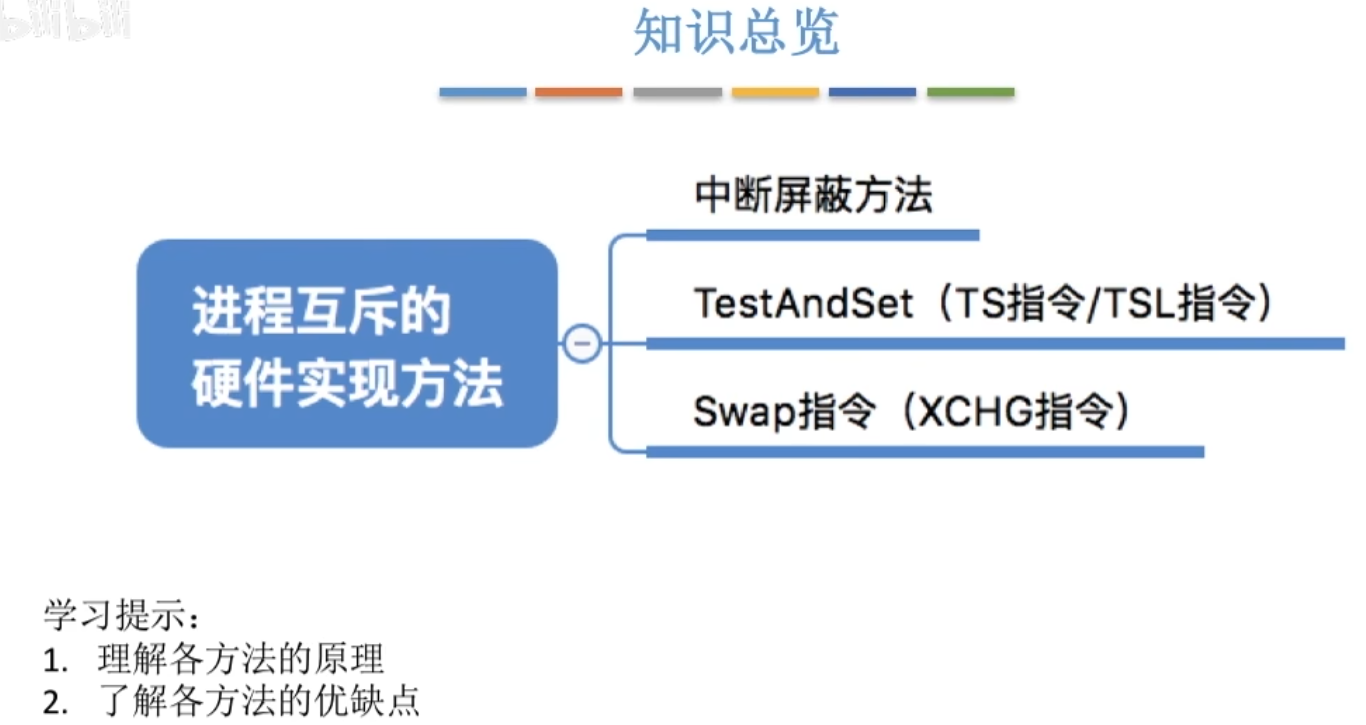 bilibili
知识总览
中断屏蔽方法
进程互斥的
硬件实现方法
TestAndSet（TS指令/TSL指令）
Swap指令（XCHG指令）
学习提示：
1. 理解各方法的原理
2. 了解各方法的优缺点